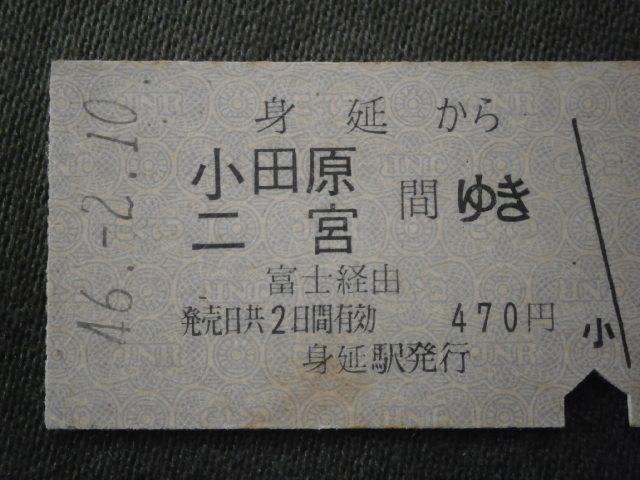 46.-2.10
身延から
小田原
二宮
間ゆき
富士経由
発売日共2日間有効 470円
小
身延駅発行